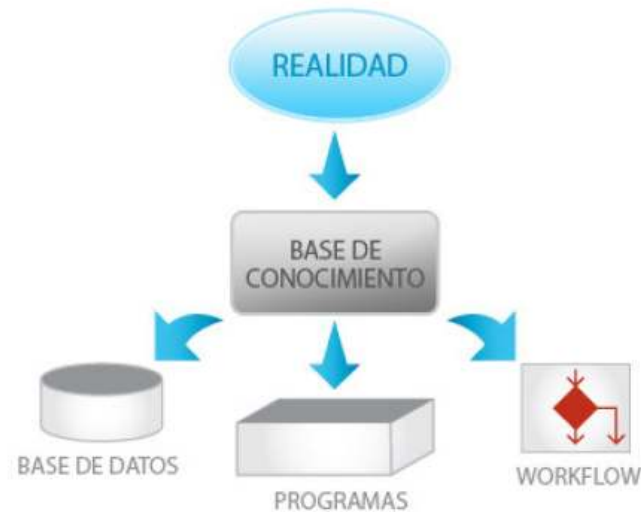 REALIDAD
BASE DE
CONOCIMIENTO
BASE DE DATOS
PROGRAMAS
WORKFLOW